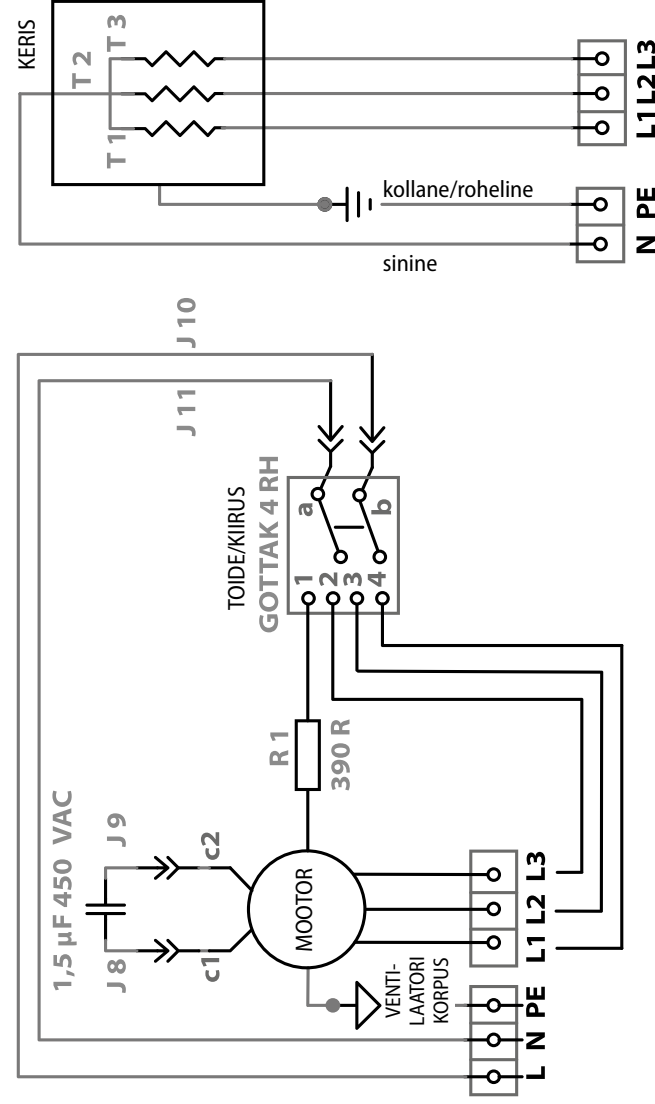 KERIS
T 1
T 2
T 3
L1 L2 L3
kollane/roheline
N PE
sinine
J 10
J 11
TOIDE/KIIRUS
GOTTAK 4 RH
a
b
1
2
3
4
R 1
390 R
1,5 µF 450 VAC
J 8
J 9
c1
c2
MOOTOR
VENTI-
LAATORI
KORPUS
L1 L2 L3
L N PE